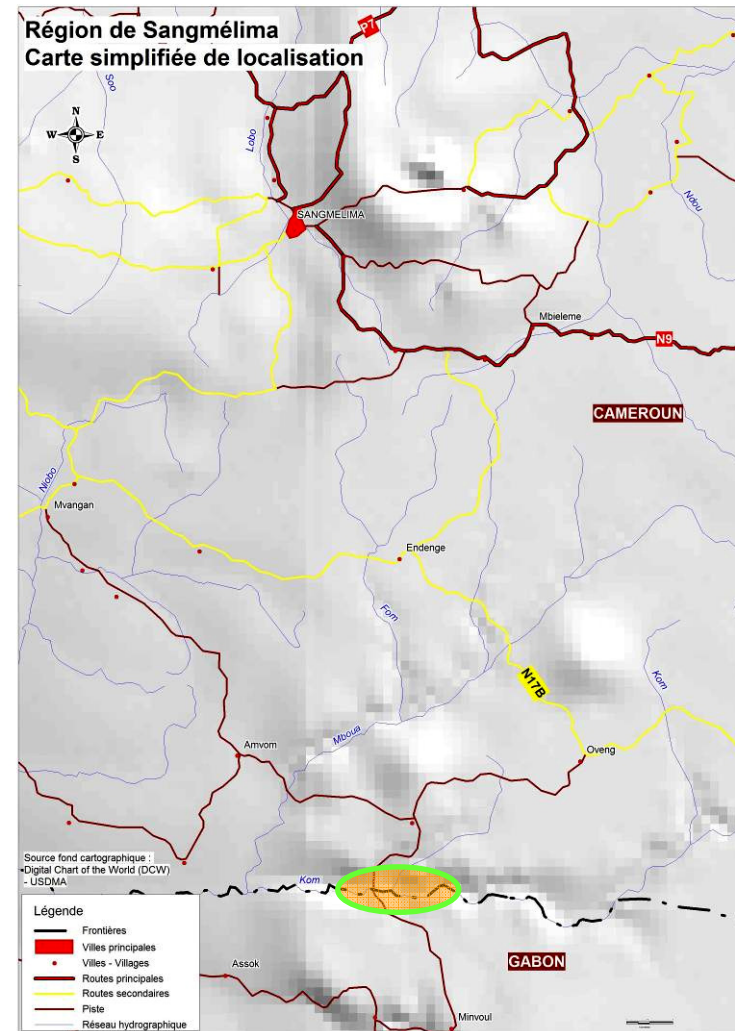 Région de Sangmélima
Carte simplifiée de localisation
P7
Soo
Lobo
N
W E
S
SANGMELIMA
Ndou
Mbieleme
N9
CAMEROUN
Nlobo
Mvangan
Endenge
Fom
Kom
N17B
Mboua
Amvom
Oveng
Source fond cartographique :
Digital Chart of the World (DCW)
- USDMA
Kom
Légende
Frontières
Villes principales
Villes - Villages
Routes principales
Routes secondaires
Piste
Réseau hydrographique
Assok
GABON
Minvoul